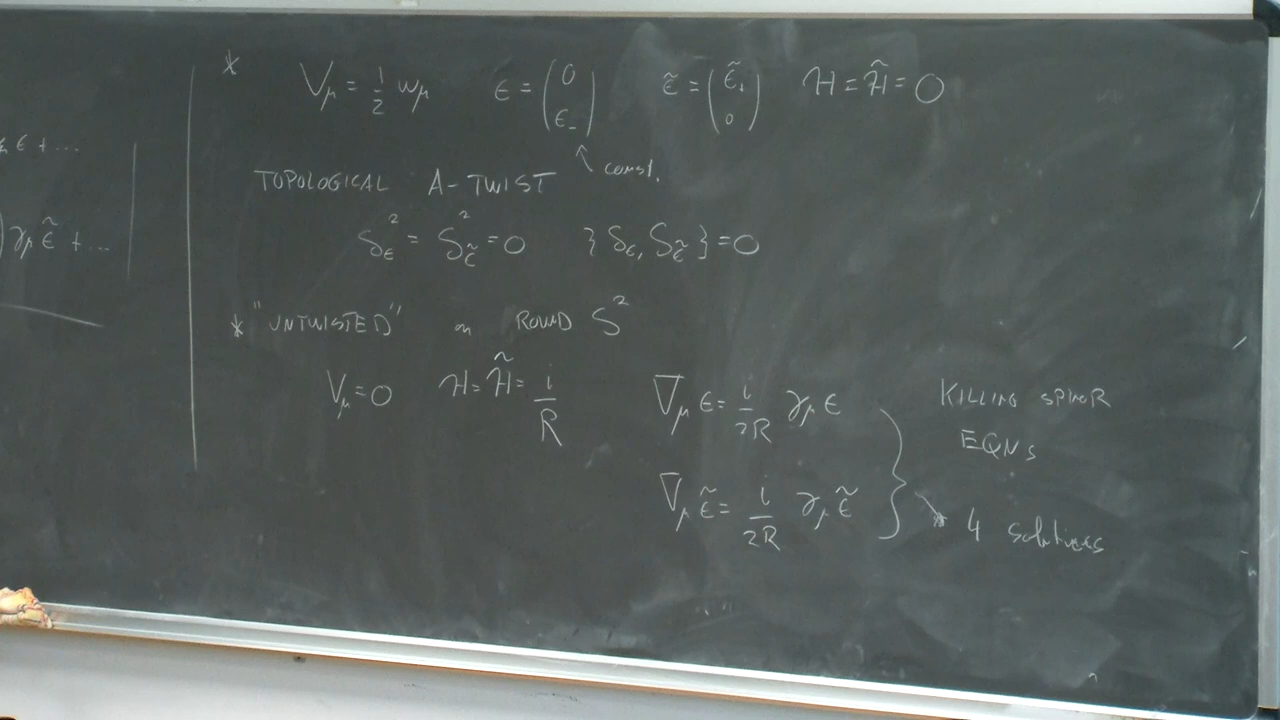 ε + ...
) γ_μ ε̃ + ...
* V_μ = 1/2 ω_μ ε = (0 ε_-) ε̃ = (ε̃_+ 0) H = H̃ = 0
↖ const.
TOPOLOGICAL A-TWIST
δ_ε² = δ_ε̃² = 0 {δ_ε, δ_ε̃} = 0
* "UNTWISTED" on ROUND S²
V_μ = 0 H = H̃ = i/R ∇_μ ε = i/2R γ_μ ε
KILLING SPINOR
EQNS
∇_μ ε̃ = i/2R γ_μ ε̃
↘ 4 solutions